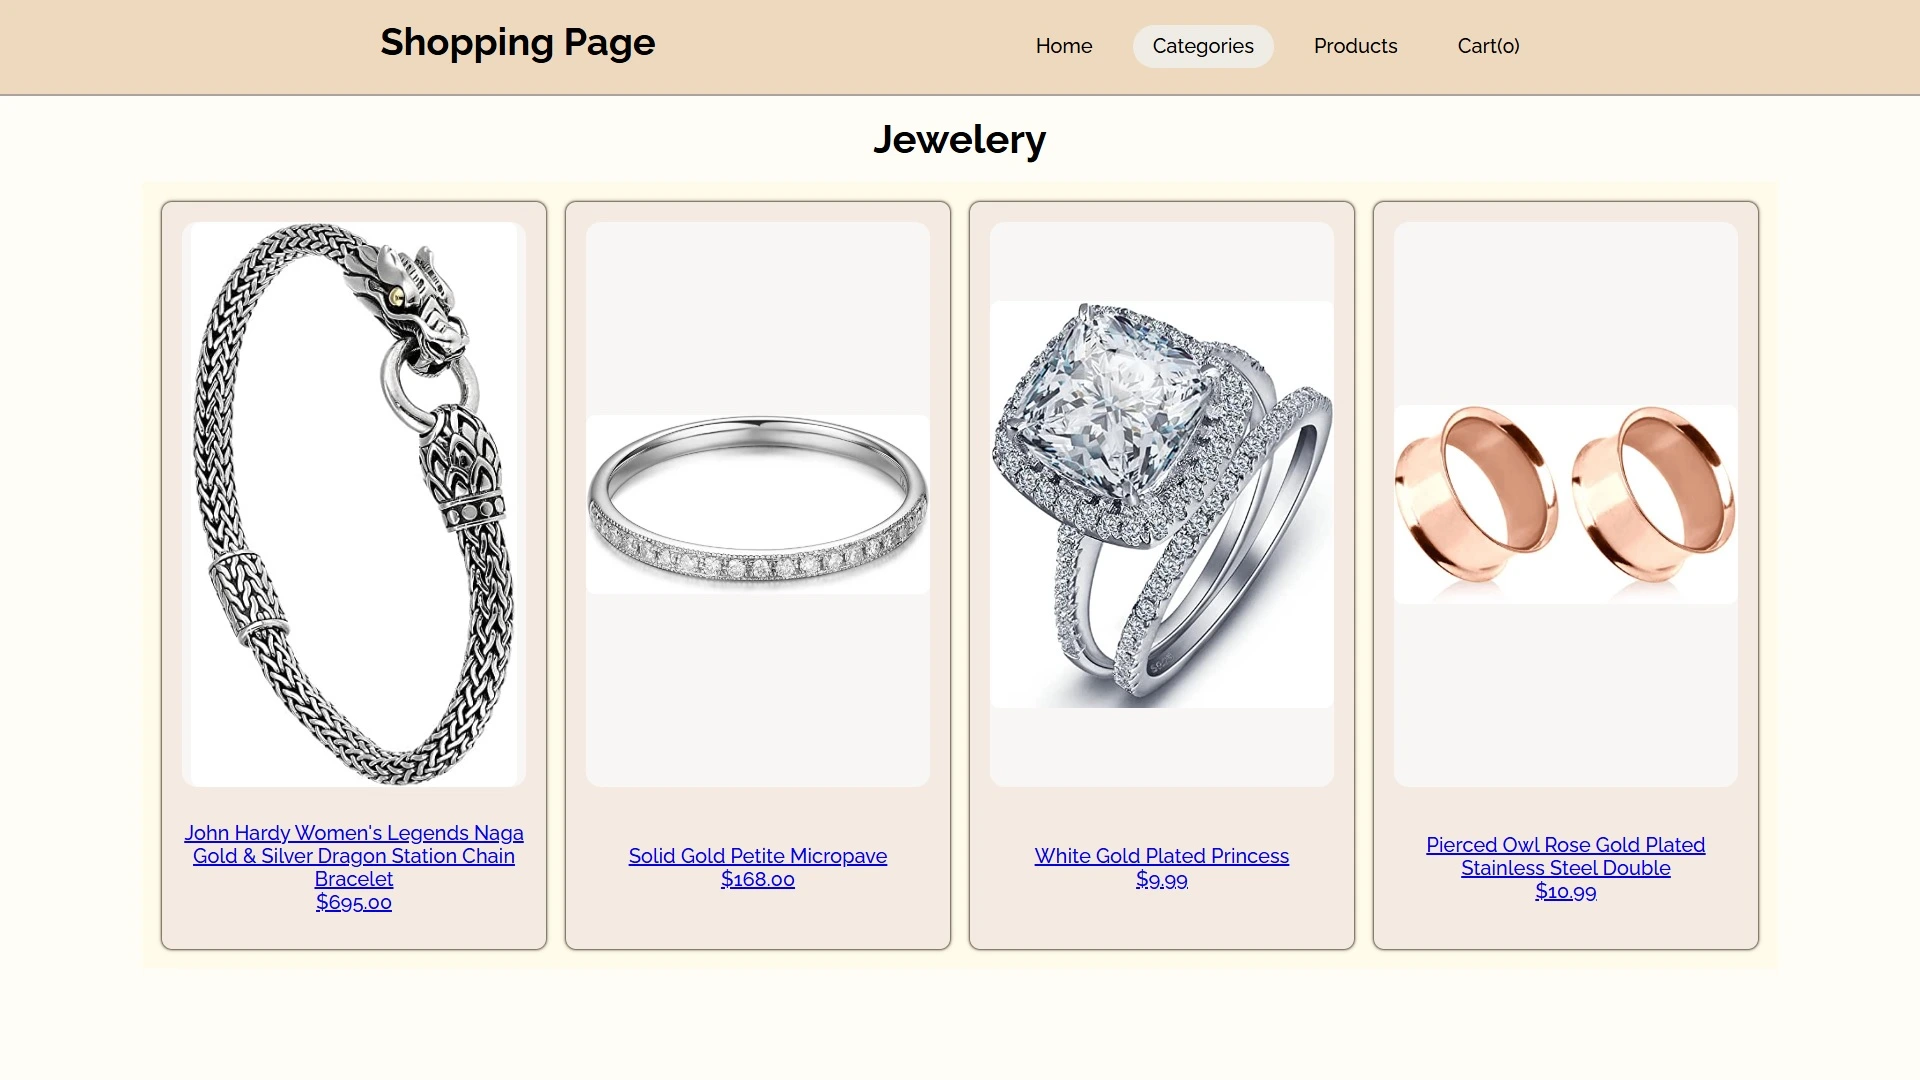 Shopping Page
Home
Categories
Products
Cart(0)
Jewelery
John Hardy Women's Legends Naga
Gold & Silver Dragon Station Chain
Bracelet
$695.00
Solid Gold Petite Micropave
$168.00
White Gold Plated Princess
$9.99
Pierced Owl Rose Gold Plated
Stainless Steel Double
$10.99